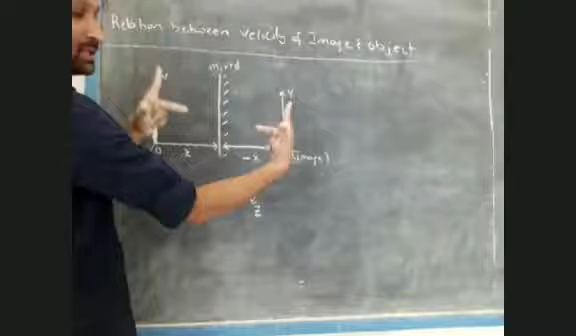 Relation between velocity of Image & Object
mirror
y
O x -x (Image)
z